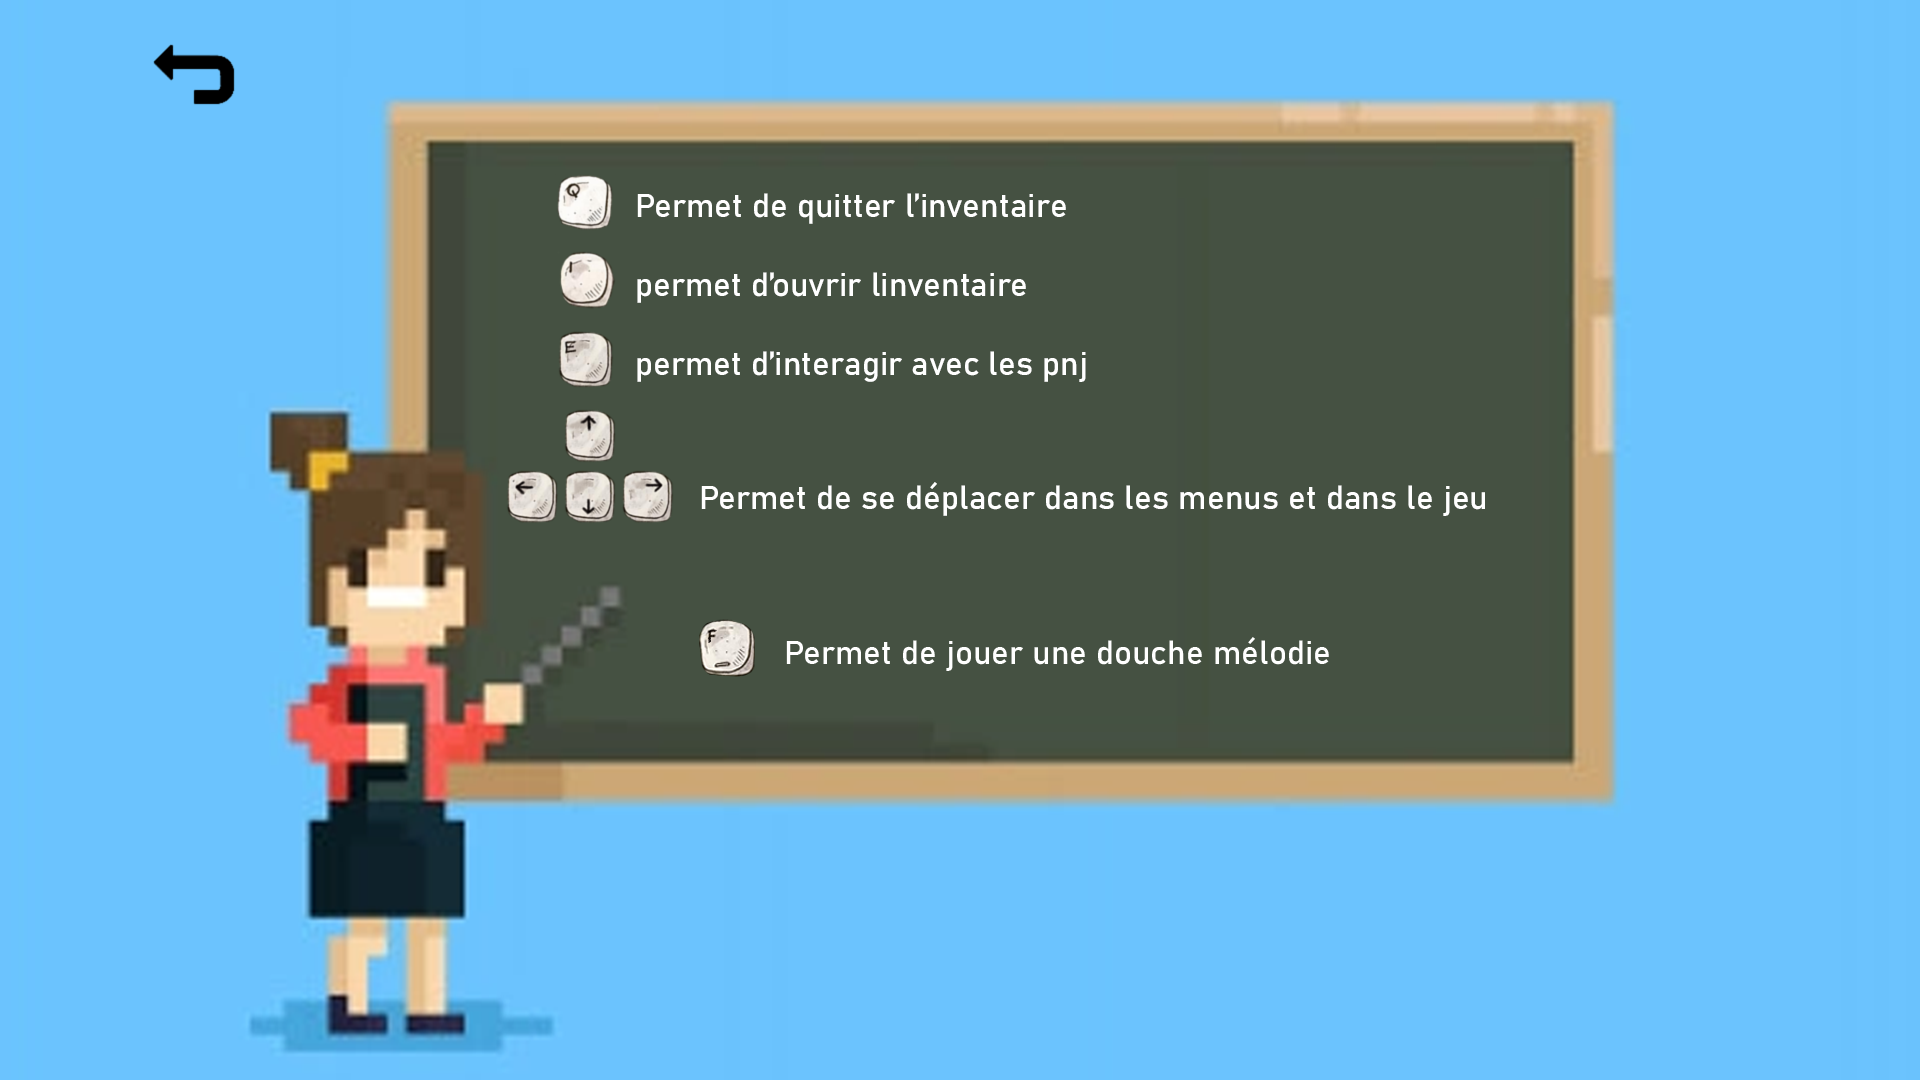 Q Permet de quitter l'inventaire
I permet d'ouvrir linventaire
E permet d'interagir avec les pnj
↑
← ↓ → Permet de se déplacer dans les menus et dans le jeu
F Permet de jouer une douche mélodie